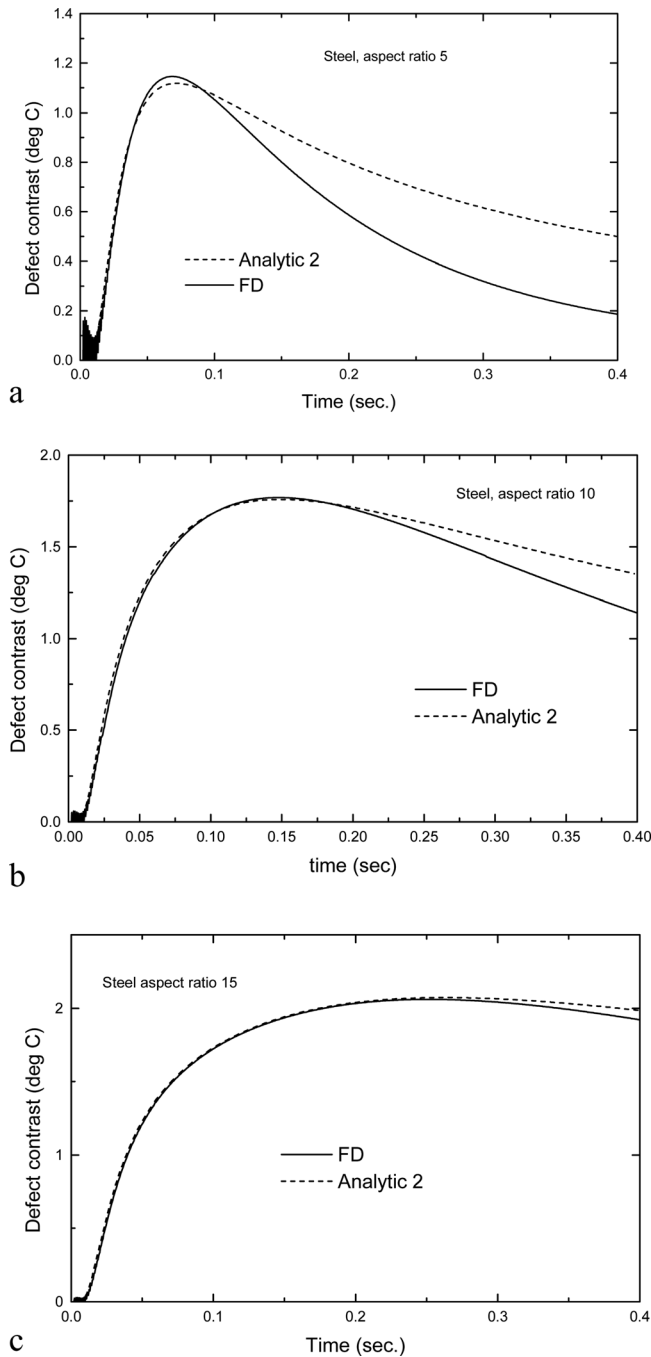 1.4
1.2
1.0
0.8
0.6
0.4
0.2
0.0
Defect contrast (deg C)
Steel, aspect ratio 5
Analytic 2
FD
0.0
0.1
0.2
0.3
0.4
Time (sec.)
a
2.0
1.5
1.0
0.5
0.0
Defect contrast (deg C)
Steel, aspect ratio 10
FD
Analytic 2
0.00
0.05
0.10
0.15
0.20
0.25
0.30
0.35
0.40
time (sec)
b
2
1
0
Defect contrast (deg C)
Steel aspect ratio 15
FD
Analytic 2
0.0
0.1
0.2
0.3
0.4
Time (sec.)
c